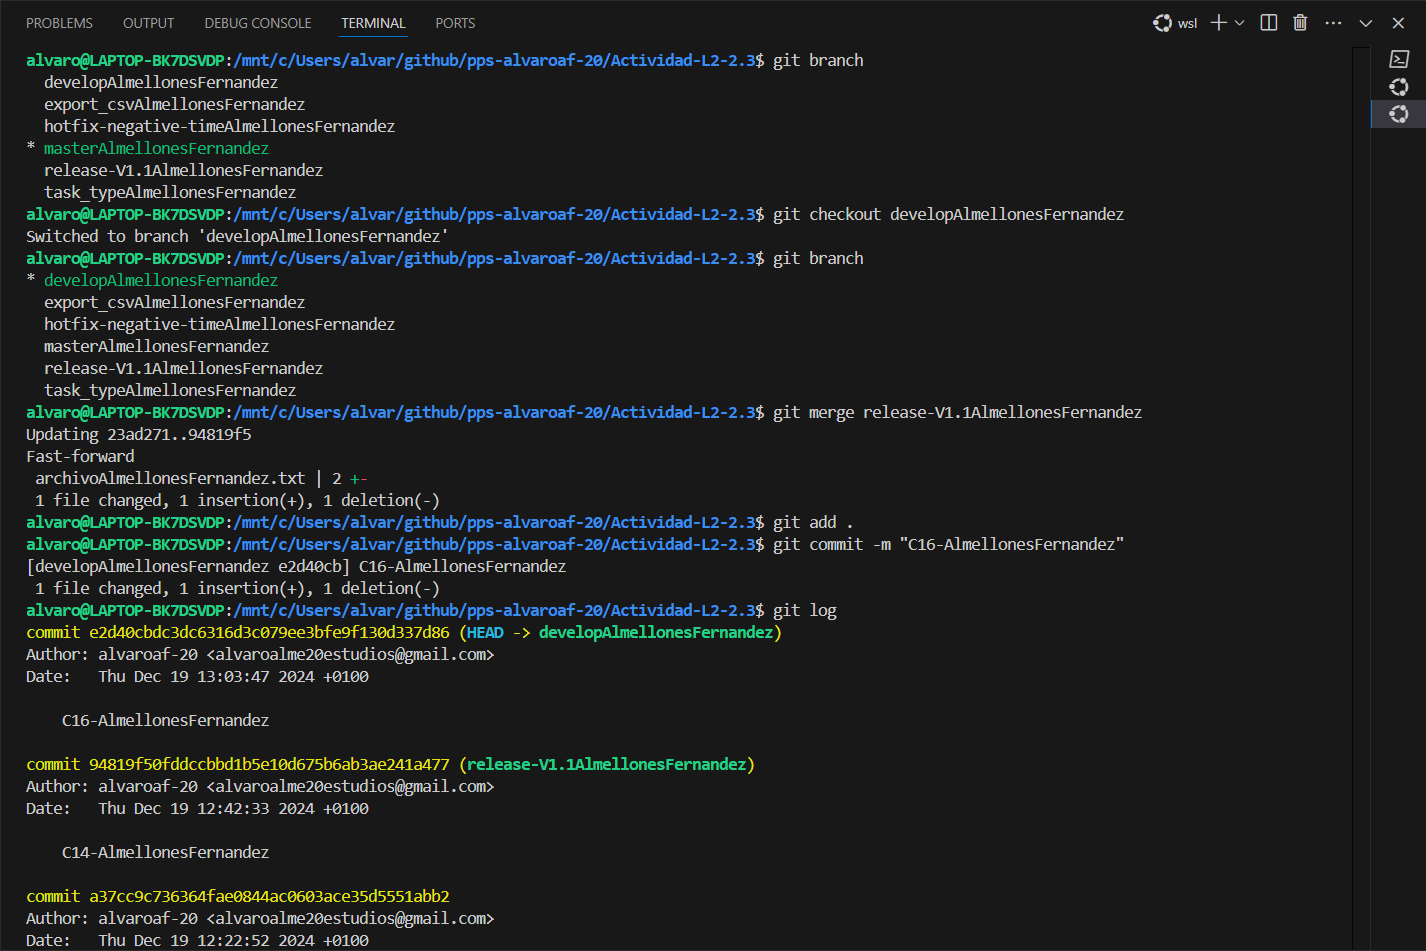 PROBLEMS OUTPUT DEBUG CONSOLE TERMINAL PORTS wsl
alvaro@LAPTOP-BK7DSVDP:/mnt/c/Users/alvar/github/pps-alvaroaf-20/Actividad-L2-2.3$ git branch
  developAlmellonesFernandez
  export_csvAlmellonesFernandez
  hotfix-negative-timeAlmellonesFernandez
* masterAlmellonesFernandez
  release-V1.1AlmellonesFernandez
  task_typeAlmellonesFernandez
alvaro@LAPTOP-BK7DSVDP:/mnt/c/Users/alvar/github/pps-alvaroaf-20/Actividad-L2-2.3$ git checkout developAlmellonesFernandez
Switched to branch 'developAlmellonesFernandez'
alvaro@LAPTOP-BK7DSVDP:/mnt/c/Users/alvar/github/pps-alvaroaf-20/Actividad-L2-2.3$ git branch
* developAlmellonesFernandez
  export_csvAlmellonesFernandez
  hotfix-negative-timeAlmellonesFernandez
  masterAlmellonesFernandez
  release-V1.1AlmellonesFernandez
  task_typeAlmellonesFernandez
alvaro@LAPTOP-BK7DSVDP:/mnt/c/Users/alvar/github/pps-alvaroaf-20/Actividad-L2-2.3$ git merge release-V1.1AlmellonesFernandez
Updating 23ad271..94819f5
Fast-forward
 archivoAlmellonesFernandez.txt | 2 +-
 1 file changed, 1 insertion(+), 1 deletion(-)
alvaro@LAPTOP-BK7DSVDP:/mnt/c/Users/alvar/github/pps-alvaroaf-20/Actividad-L2-2.3$ git add .
alvaro@LAPTOP-BK7DSVDP:/mnt/c/Users/alvar/github/pps-alvaroaf-20/Actividad-L2-2.3$ git commit -m "C16-AlmellonesFernandez"
[developAlmellonesFernandez e2d40cb] C16-AlmellonesFernandez
 1 file changed, 1 insertion(+), 1 deletion(-)
alvaro@LAPTOP-BK7DSVDP:/mnt/c/Users/alvar/github/pps-alvaroaf-20/Actividad-L2-2.3$ git log
commit e2d40cbdc3dc6316d3c079ee3bfe9f130d337d86 (HEAD -> developAlmellonesFernandez)
Author: alvaroaf-20 <alvaroalme20estudios@gmail.com>
Date:   Thu Dec 19 13:03:47 2024 +0100
    C16-AlmellonesFernandez
commit 94819f50fddccbbd1b5e10d675b6ab3ae241a477 (release-V1.1AlmellonesFernandez)
Author: alvaroaf-20 <alvaroalme20estudios@gmail.com>
Date:   Thu Dec 19 12:42:33 2024 +0100
    C14-AlmellonesFernandez
commit a37cc9c736364fae0844ac0603ace35d5551abb2
Author: alvaroaf-20 <alvaroalme20estudios@gmail.com>
Date:   Thu Dec 19 12:22:52 2024 +0100